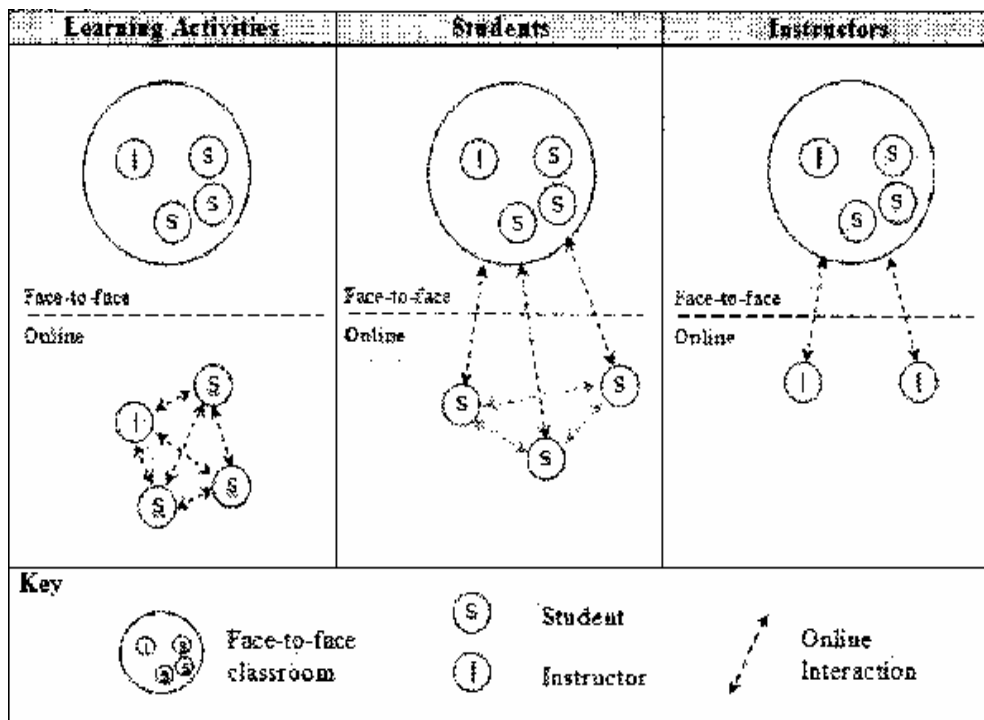 Learning Activities
Students
Instructors
I
S
S
S
I
S
S
S
I
S
S
S
Face-to-face
Face-to-face
Face-to-face
Online
Online
Online
S
I
S
S
S
S
S
I
I
Key
I
S
S
S
Face-to-face
classroom
S
Student
I
Instructor
Online
Interaction